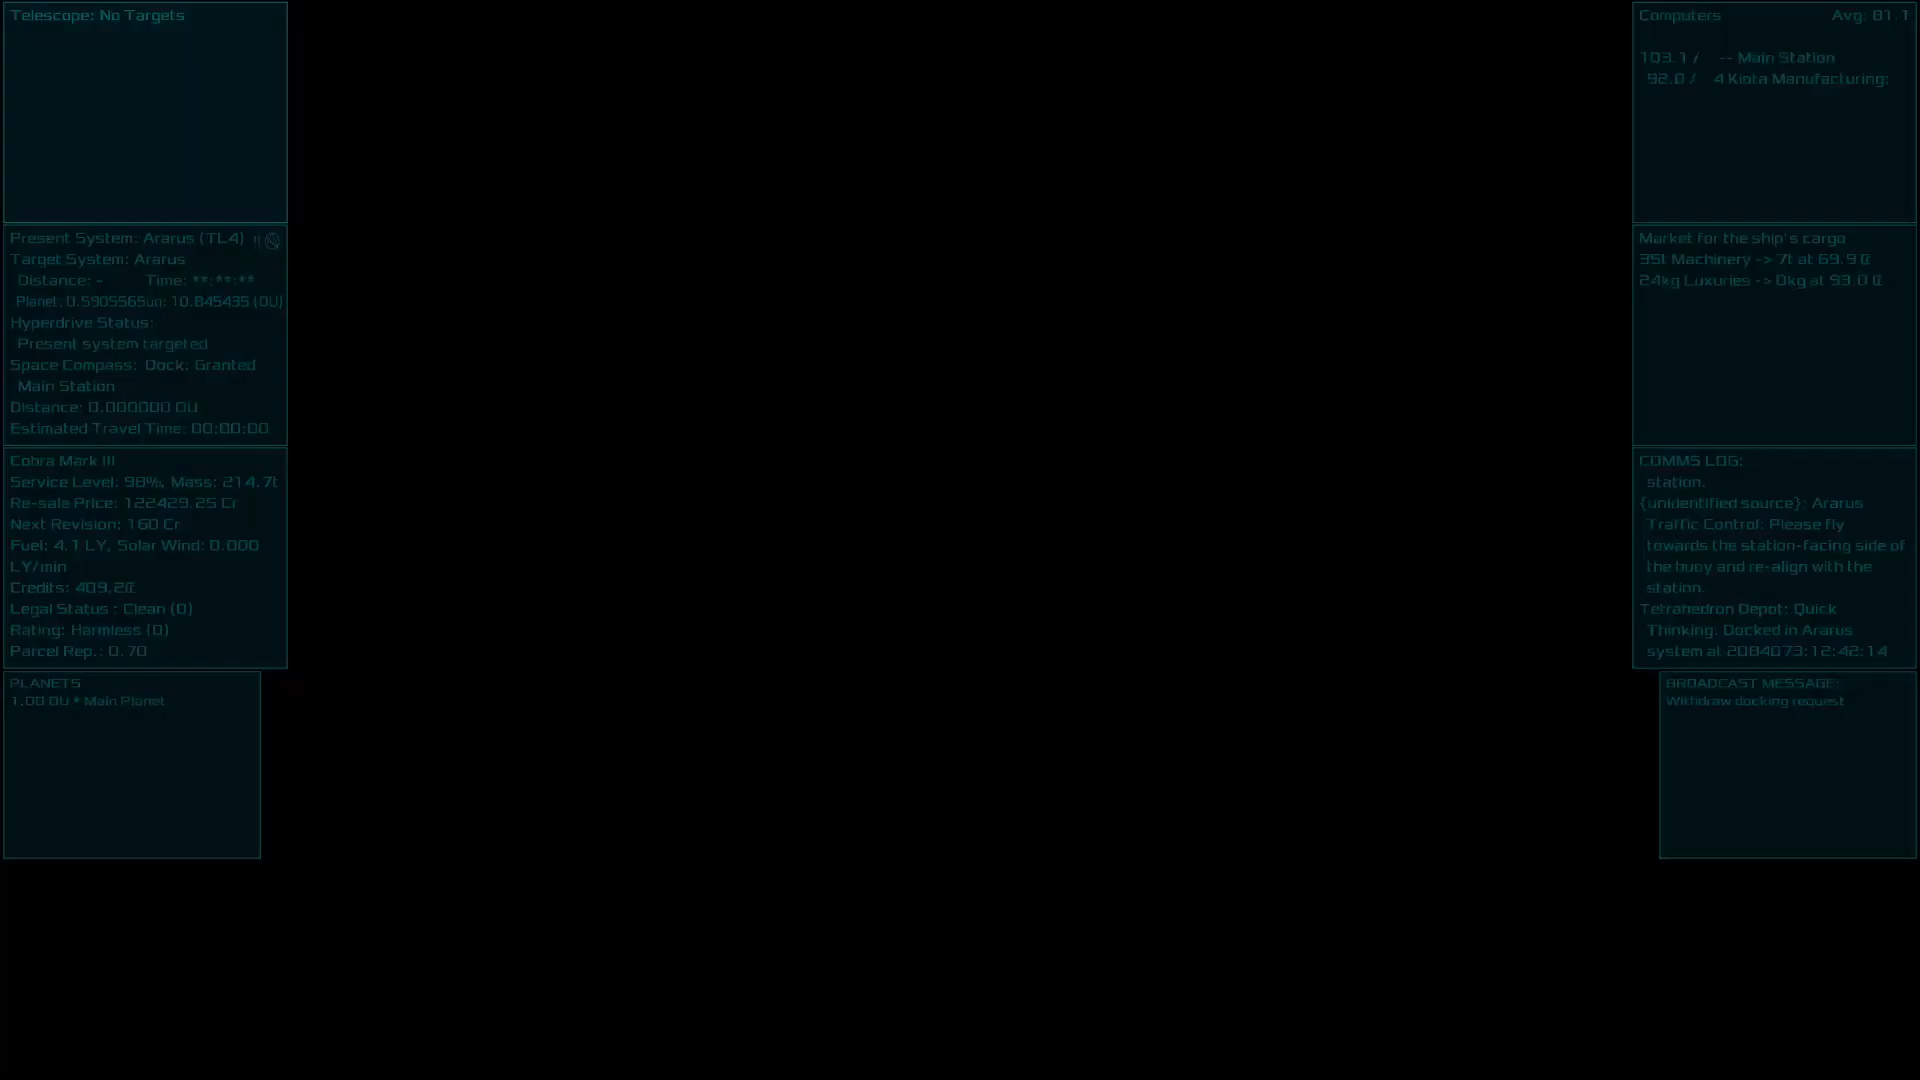 Telescope: No Targets
Present System: Ararus (TL4)
Target System: Ararus
Distance: - Time: **:**:**
Planet: 0.5905565un: 10.845435 (OU)
Hyperdrive Status:
Present system targeted
Space Compass: Dock: Granted
Main Station
Distance: 0.000000 OU
Estimated Travel Time: 00:00:00
Cobra Mark III
Service Level: 98%, Mass: 214.7t
Re-sale Price: 122429.25 Cr
Next Revision: 160 Cr
Fuel: 4.1 LY, Solar Wind: 0.000
LY/min
Credits: 409.2₢
Legal Status : Clean (0)
Rating: Harmless (0)
Parcel Rep.: 0.70
PLANETS
1.00 OU * Main Planet
Computers Avg: 81.1
103.1 / -- Main Station
92.0 / 4 Kiota Manufacturing:
Market for the ship's cargo
35t Machinery -> 7t at 69.9 ₢
24kg Luxuries -> 0kg at 93.0 ₢
COMMS LOG:
station.
{unidentified source}: Ararus
Traffic Control: Please fly
towards the station-facing side of
the buoy and re-align with the
station.
Tetrahedron Depot: Quick
Thinking: Docked in Ararus
system at 2084073:12:42:14
BROADCAST MESSAGE:
Withdraw docking request